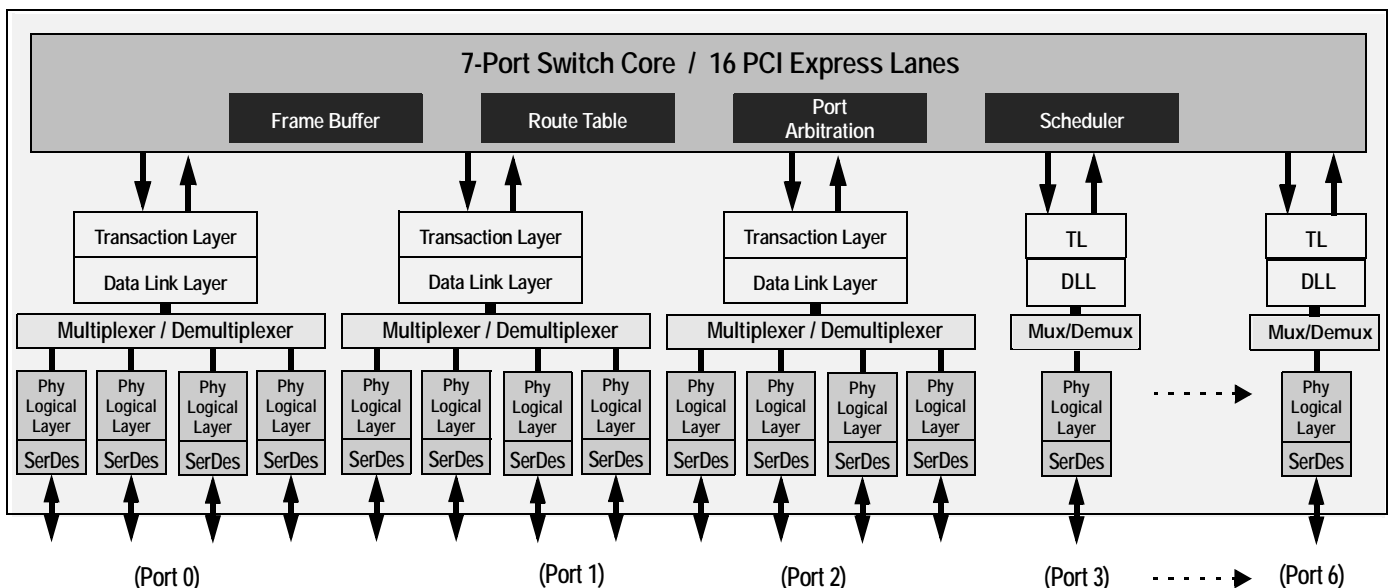 7-Port Switch Core / 16 PCI Express Lanes
Frame Buffer
Route Table
Port
Arbitration
Scheduler
Transaction Layer
Data Link Layer
Multiplexer / Demultiplexer
Phy
Logical
Layer
SerDes
Phy
Logical
Layer
SerDes
Phy
Logical
Layer
SerDes
Phy
Logical
Layer
SerDes
(Port 0)
Transaction Layer
Data Link Layer
Multiplexer / Demultiplexer
Phy
Logical
Layer
SerDes
Phy
Logical
Layer
SerDes
Phy
Logical
Layer
SerDes
Phy
Logical
Layer
SerDes
(Port 1)
Transaction Layer
Data Link Layer
Multiplexer / Demultiplexer
Phy
Logical
Layer
SerDes
Phy
Logical
Layer
SerDes
Phy
Logical
Layer
SerDes
Phy
Logical
Layer
SerDes
(Port 2)
TL
DLL
Mux/Demux
Phy
Logical
Layer
SerDes
(Port 3)
TL
DLL
Mux/Demux
Phy
Logical
Layer
SerDes
(Port 6)